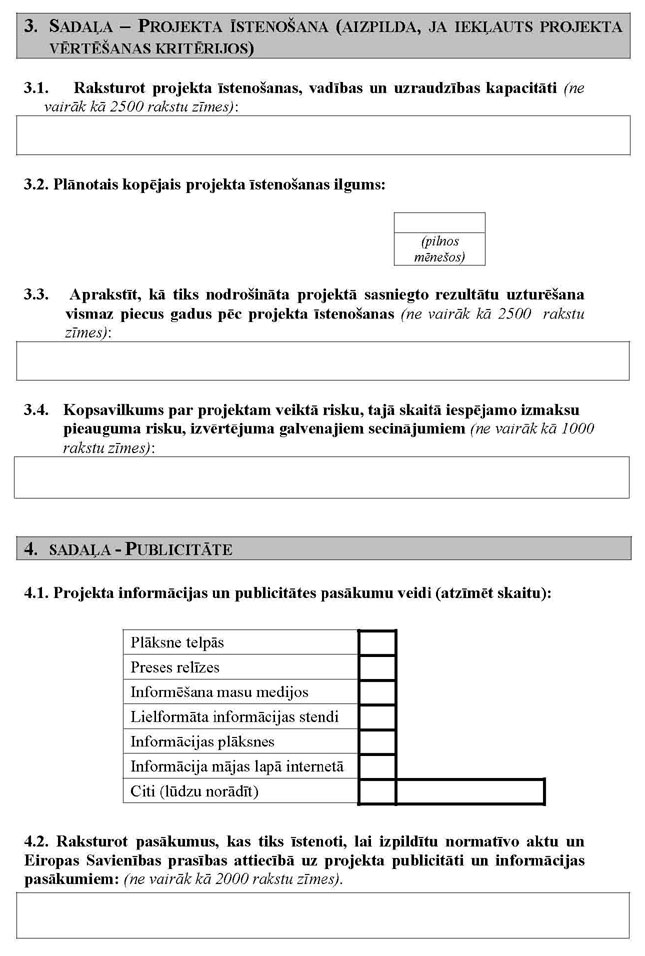 3. SADAĻA – PROJEKTA ĪSTENOŠANA (AIZPILDA, JA IEKĻAUTS PROJEKTA
VĒRTĒŠANAS KRITĒRIJOS)
3.1. Raksturot projekta īstenošanas, vadības un uzraudzības kapacitāti (ne
vairāk kā 2500 rakstu zīmes):
3.2. Plānotais kopējais projekta īstenošanas ilgums:
(pilnos
mēnešos)
3.3. Aprakstīt, kā tiks nodrošināta projektā sasniegto rezultātu uzturēšana
vismaz piecus gadus pēc projekta īstenošanas (ne vairāk kā 2500 rakstu
zīmes):
3.4. Kopsavilkums par projektam veiktā risku, tajā skaitā iespējamo izmaksu
pieauguma risku, izvērtējuma galvenajiem secinājumiem (ne vairāk kā 1000
rakstu zīmes):
4. SADAĻA - PUBLICITĀTE
4.1. Projekta informācijas un publicitātes pasākumu veidi (atzīmēt skaitu):
Plāksne telpās
Preses relīzes
Informēšana masu medijos
Lielformāta informācijas stendi
Informācijas plāksnes
Informācija mājas lapā internetā
Citi (lūdzu norādīt)
4.2. Raksturot pasākumus, kas tiks īstenoti, lai izpildītu normatīvo aktu un
Eiropas Savienības prasības attiecībā uz projekta publicitāti un informācijas
pasākumiem: (ne vairāk kā 2000 rakstu zīmes).